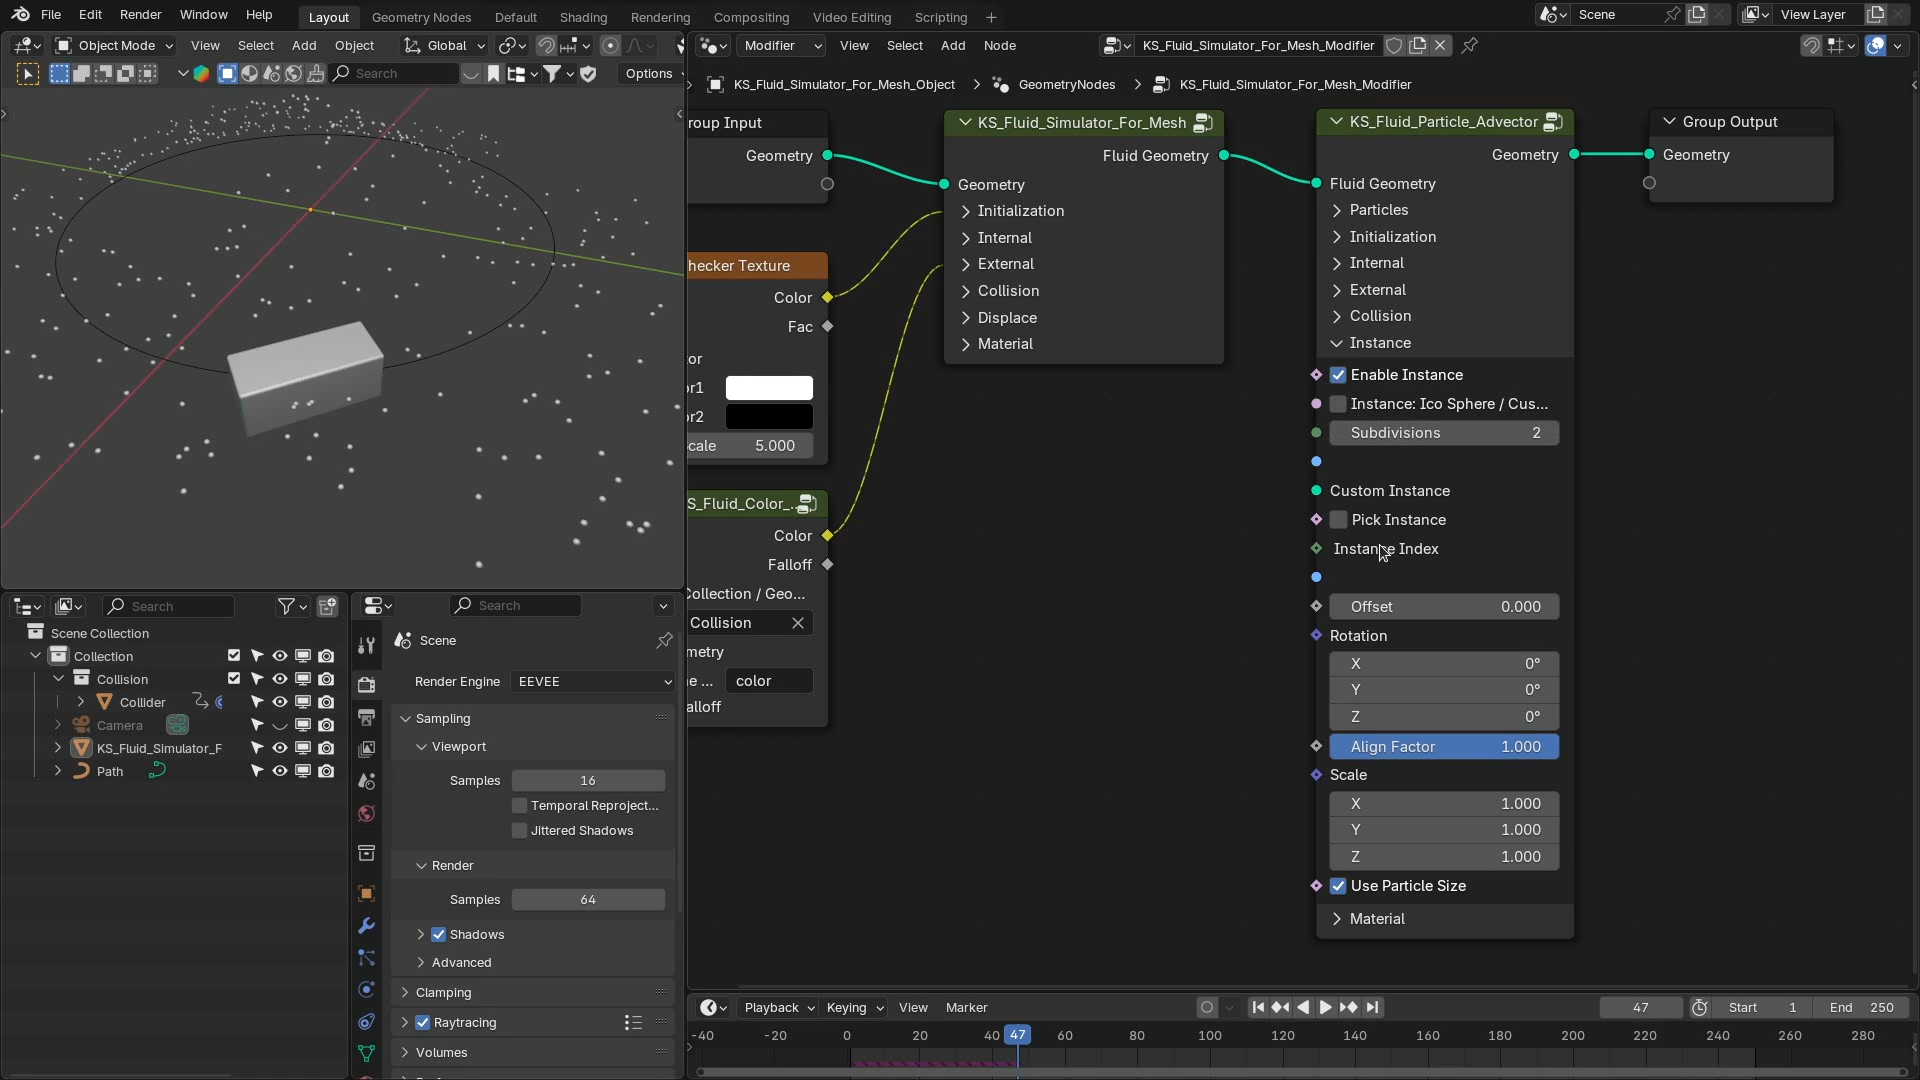 File Edit Render Window Help Layout Geometry Nodes Default Shading Rendering Compositing Video Editing Scripting Scene View Layer
Object Mode View Select Add Object Global
Search Options
Modifier View Select Add Node KS_Fluid_Simulator_For_Mesh_Modifier
KS_Fluid_Simulator_For_Mesh_Object GeometryNodes KS_Fluid_Simulator_For_Mesh_Modifier
roup Input
Geometry
hecker Texture
Color
Fac
or
or1
or2
cale 5.000
S_Fluid_Color_...
Color
Falloff
Collection / Geo...
Collision
metry
e ... color
alloff
KS_Fluid_Simulator_For_Mesh
Fluid Geometry
Geometry
Initialization
Internal
External
Collision
Displace
Material
KS_Fluid_Particle_Advector
Geometry
Fluid Geometry
Particles
Initialization
Internal
External
Collision
Instance
Enable Instance
Instance: Ico Sphere / Cus...
Subdivisions 2
Custom Instance
Pick Instance
Instance Index
Offset 0.000
Rotation
X 0°
Y 0°
Z 0°
Align Factor 1.000
Scale
X 1.000
Y 1.000
Z 1.000
Use Particle Size
Material
Group Output
Geometry
Search
Scene Collection
Collection
Collision
Collider
Camera
KS_Fluid_Simulator_F
Path
Search
Scene
Render Engine EEVEE
Sampling
Viewport
Samples 16
Temporal Reproject...
Jittered Shadows
Render
Samples 64
Shadows
Advanced
Clamping
Raytracing
Volumes
Playback Keying View Marker 47 Start 1 End 250
-40 -20 0 20 40 47 60 80 100 120 140 160 180 200 220 240 260 280